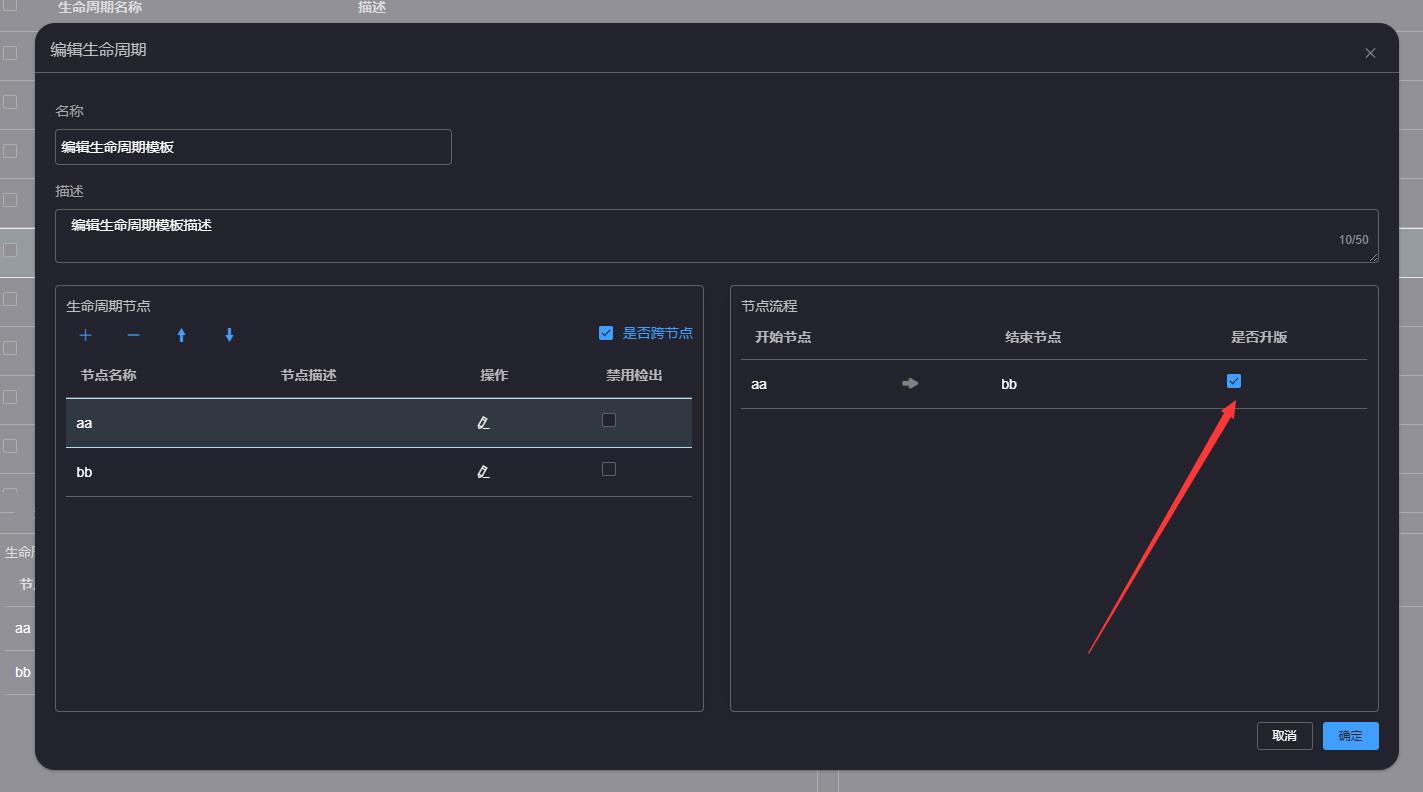 生命周期名称 描述
编辑生命周期
名称
编辑生命周期模板
描述
编辑生命周期模板描述
10/50
生命周期节点
是否跨节点
节点名称 节点描述 操作 禁用检出
aa
bb
节点流程
开始节点 结束节点 是否升版
aa bb
取消 确定
生命
节
aa
bb